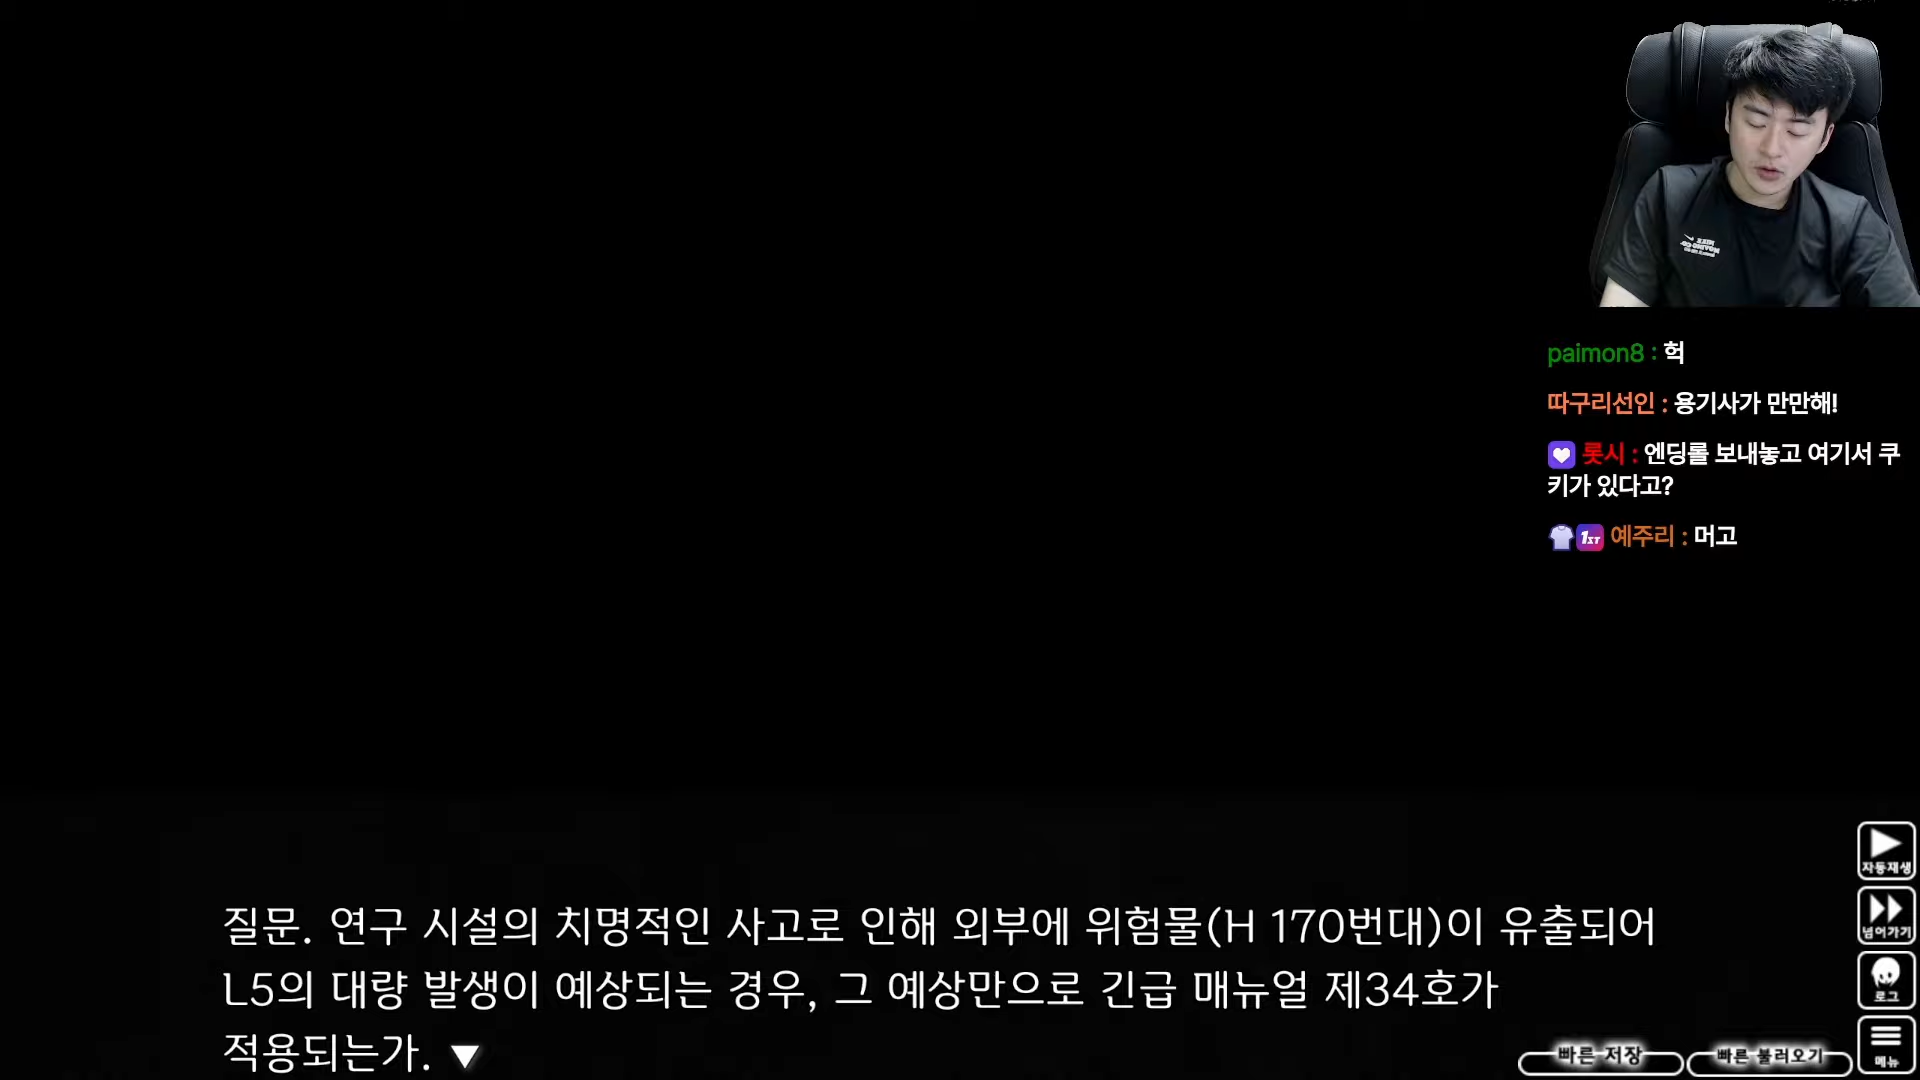 paimon8 : 헉
따구리선인 : 용기사가 만만해!
롯시 : 엔딩롤 보내놓고 여기서 쿠
키가 있다고?
1ST 예주리 : 머고
자동재생
넘어가기
로그
메뉴
질문. 연구 시설의 치명적인 사고로 인해 외부에 위험물(H 170번대)이 유출되어
L5의 대량 발생이 예상되는 경우, 그 예상만으로 긴급 매뉴얼 제34호가
적용되는가. ▼
빠른 저장
빠른 불러오기